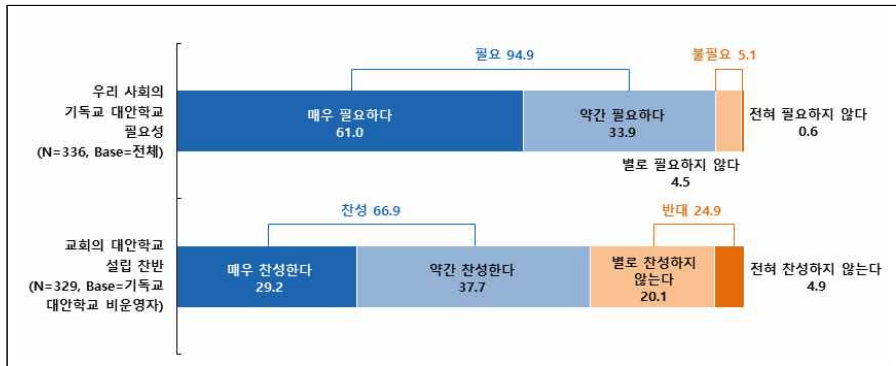 필요 94.9
불필요 5.1
우리 사회의
기독교 대안학교
필요성
(N=336, Base=전체)
매우 필요하다
61.0
약간 필요하다
33.9
별로 필요하지 않다
4.5
전혀 필요하지 않다
0.6
찬성 66.9
반대 24.9
교회의 대안학교
설립 찬반
(N=329, Base=기독교
대안학교 비운영자)
매우 찬성한다
29.2
약간 찬성한다
37.7
별로 찬성하지
않는다
20.1
전혀 찬성하지 않는다
4.9